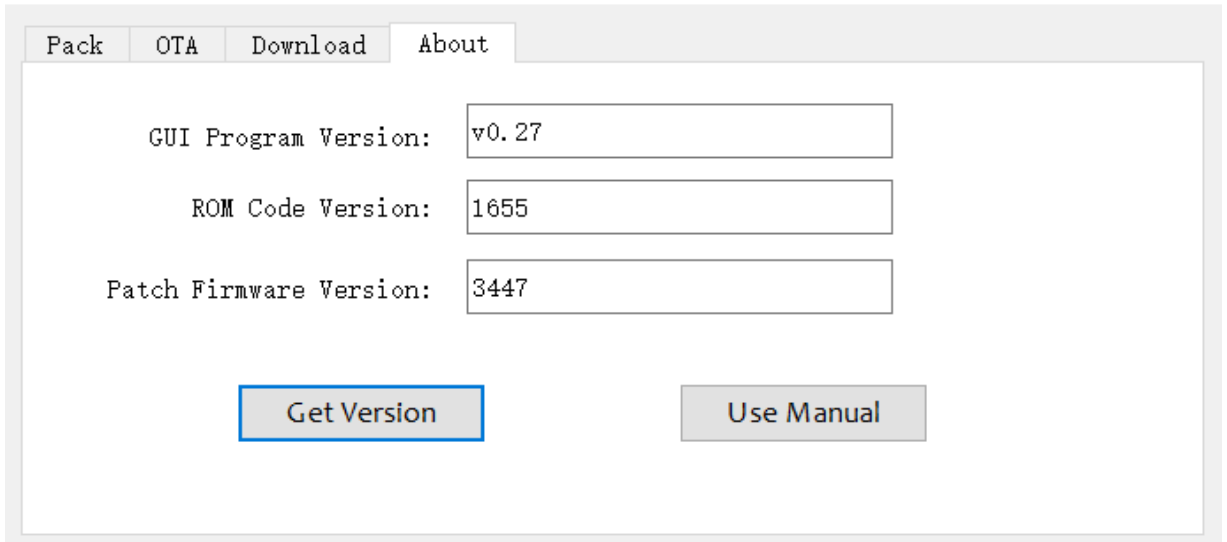 Pack OTA Download About
GUI Program Version: v0.27
ROM Code Version: 1655
Patch Firmware Version: 3447
Get Version Use Manual